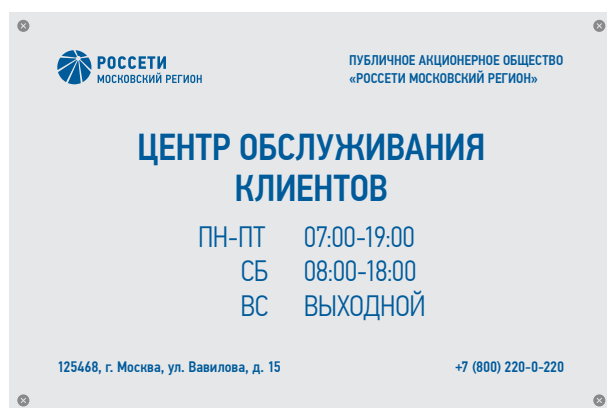 РОССЕТИ
МОСКОВСКИЙ РЕГИОН
ПУБЛИЧНОЕ АКЦИОНЕРНОЕ ОБЩЕСТВО
«РОССЕТИ МОСКОВСКИЙ РЕГИОН»
ЦЕНТР ОБСЛУЖИВАНИЯ
КЛИЕНТОВ
ПН-ПТ 07:00-19:00
СБ 08:00-18:00
ВС ВЫХОДНОЙ
125468, г. Москва, ул. Вавилова, д. 15
+7 (800) 220-0-220